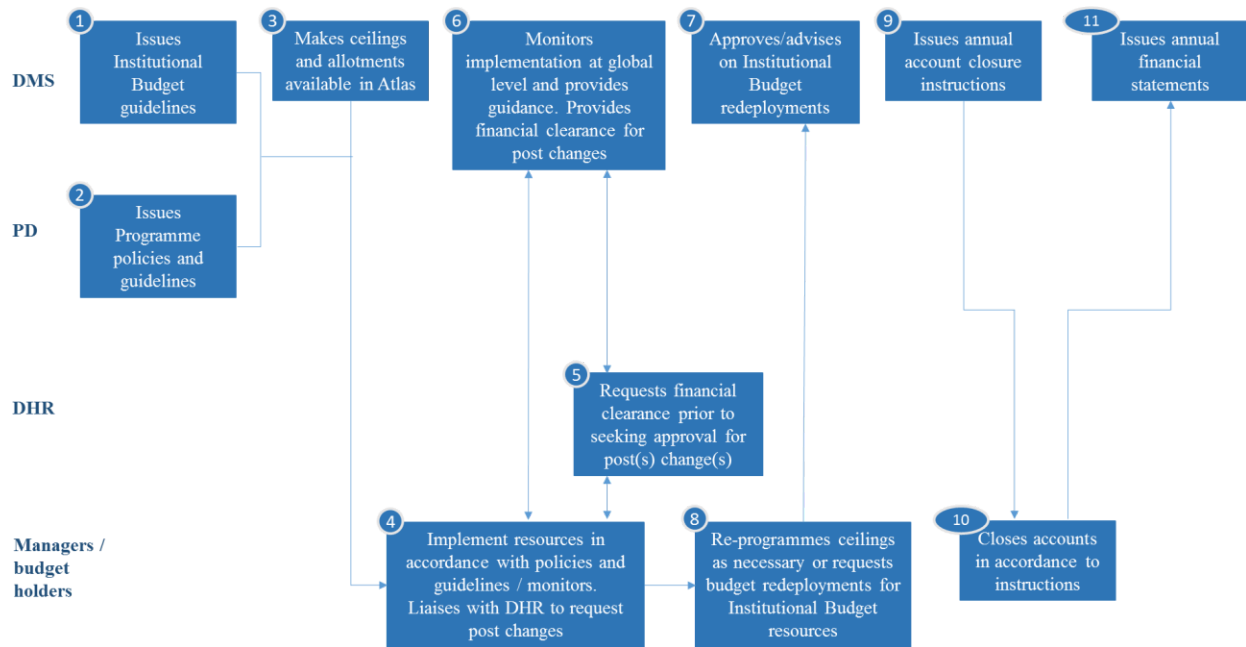 1
Issues
Institutional
Budget
guidelines
3
Makes ceilings
and allotments
available in Atlas
6
Monitors
implementation at
global level and provides
guidance. Provides
financial clearance for
post changes
7
Approves/advises
on Institutional
Budget
redeployments
9
Issues annual
account closure
instructions
11
Issues annual
financial
statements
DMS
2
Issues
Programme
policies and
guidelines
PD
5
Requests financial
clearance prior to
seeking approval for
post(s) change(s)
DHR
4
Implement resources in
accordance with policies and
guidelines / monitors.
Liaises with DHR to request
post changes
8
Re-programmes ceilings
as necessary or requests
budget redeployments for
Institutional Budget
resources
10
Closes accounts
in accordance to
instructions
Managers /
budget
holders